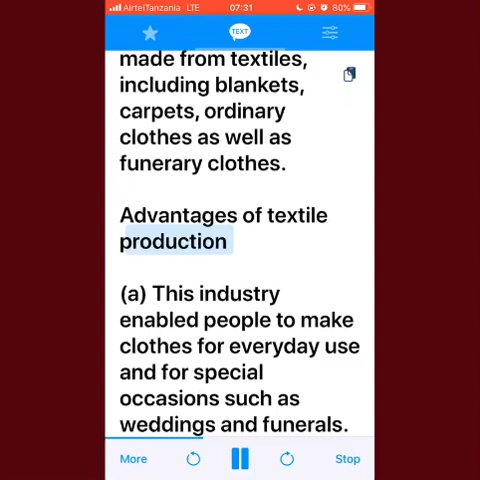 AirtelTanzania LTE 07:31 80%
TEXT
made from textiles,
including blankets,
carpets, ordinary
clothes as well as
funerary clothes.
Advantages of textile
production
(a) This industry
enabled people to make
clothes for everyday use
and for special
occasions such as
weddings and funerals.
More Stop